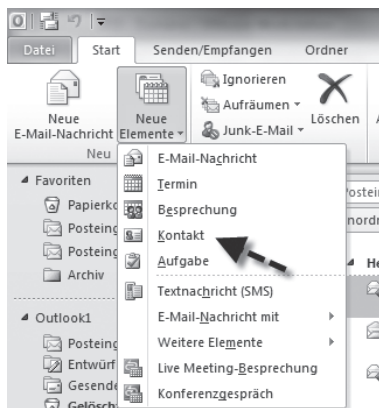 Datei Start Senden/Empfangen Ordner
Neue
E-Mail-Nachricht
Neue
Elemente
Ignorieren
Aufräumen
Junk-E-Mail
Löschen
Neu
E-Mail-Nachricht
Termin
Besprechung
Kontakt
Aufgabe
Textnachricht (SMS)
E-Mail-Nachricht mit
Weitere Elemente
Live Meeting-Besprechung
Konferenzgespräch
Favoriten
Archiv
Outlook1